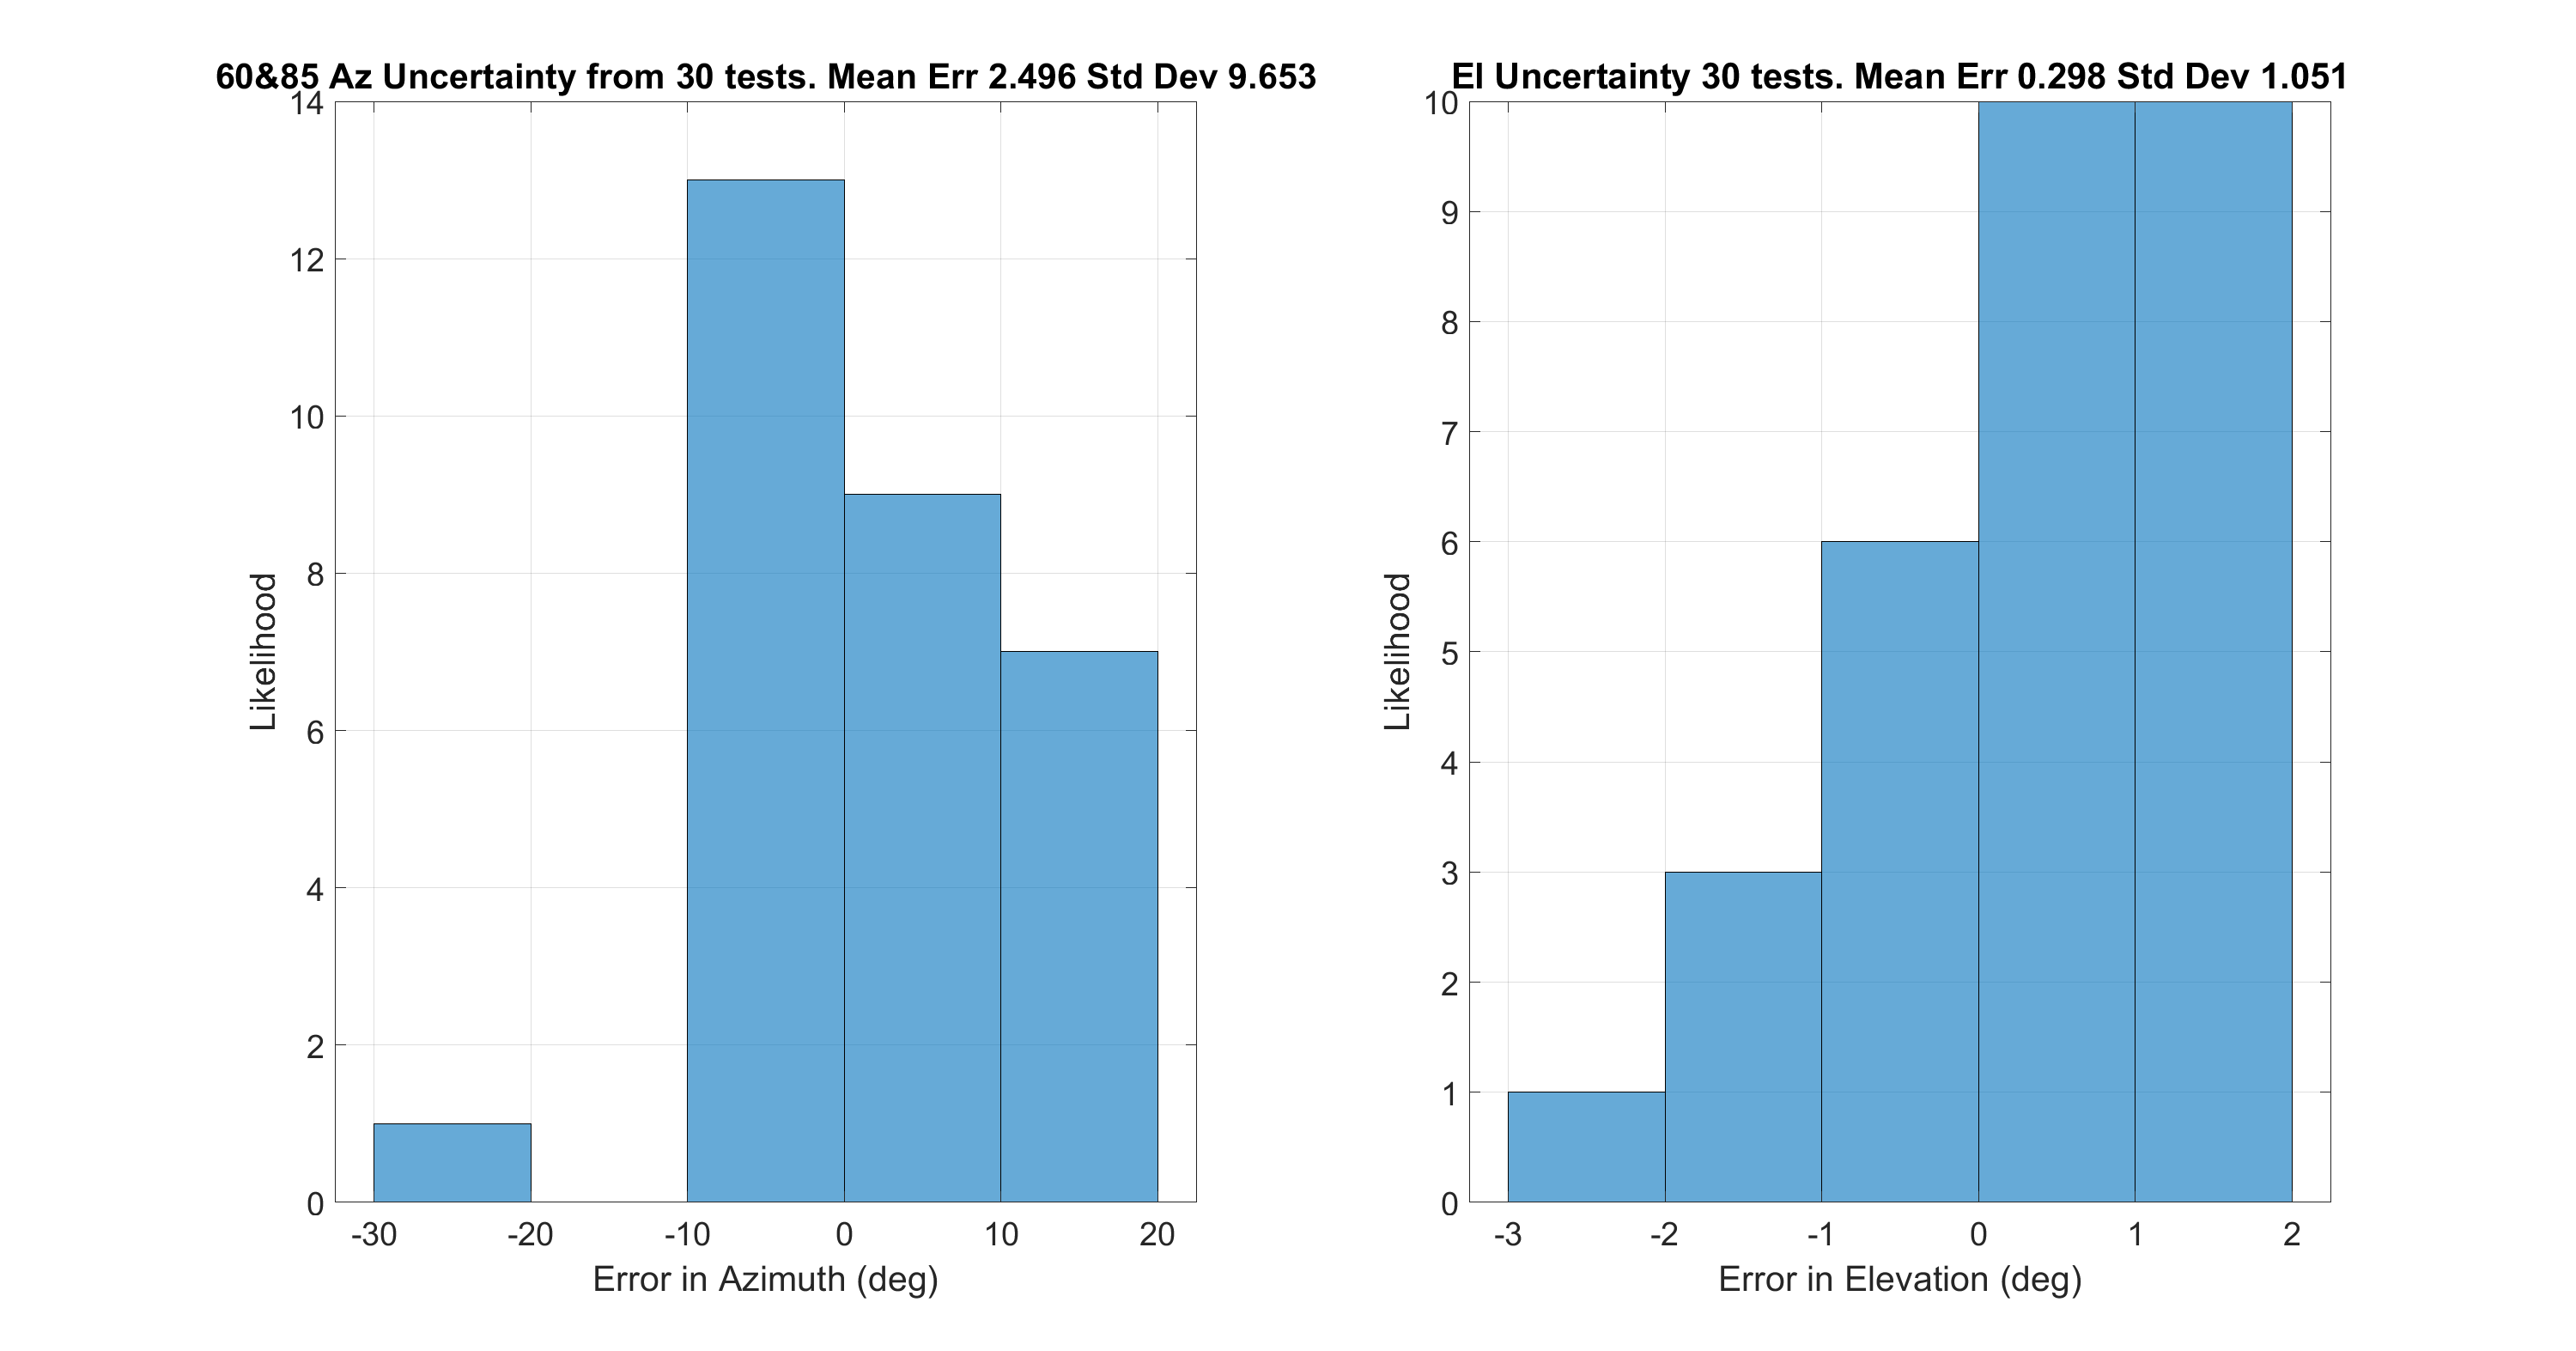 60&85 Az Uncertainty from 30 tests. Mean Err 2.496 Std Dev 9.653
14
12
10
8
6
4
2
0
Likelihood
-30 -20 -10 0 10 20
Error in Azimuth (deg)
El Uncertainty 30 tests. Mean Err 0.298 Std Dev 1.051
10
9
8
7
6
5
4
3
2
1
0
Likelihood
-3 -2 -1 0 1 2
Error in Elevation (deg)